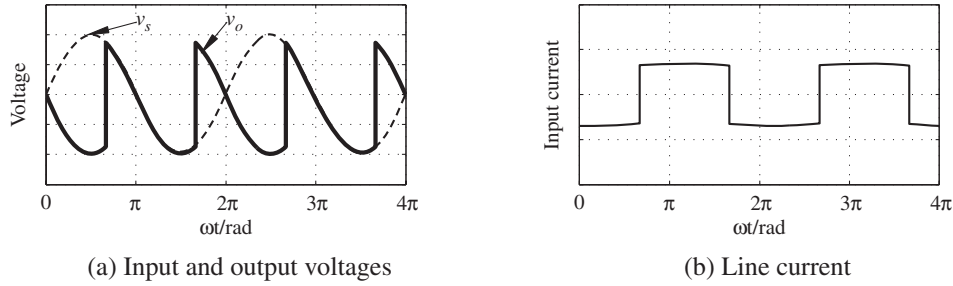 v_s
v_o
Voltage
0 π 2π 3π 4π
ωt/rad
(a) Input and output voltages
Input current
0 π 2π 3π 4π
ωt/rad
(b) Line current